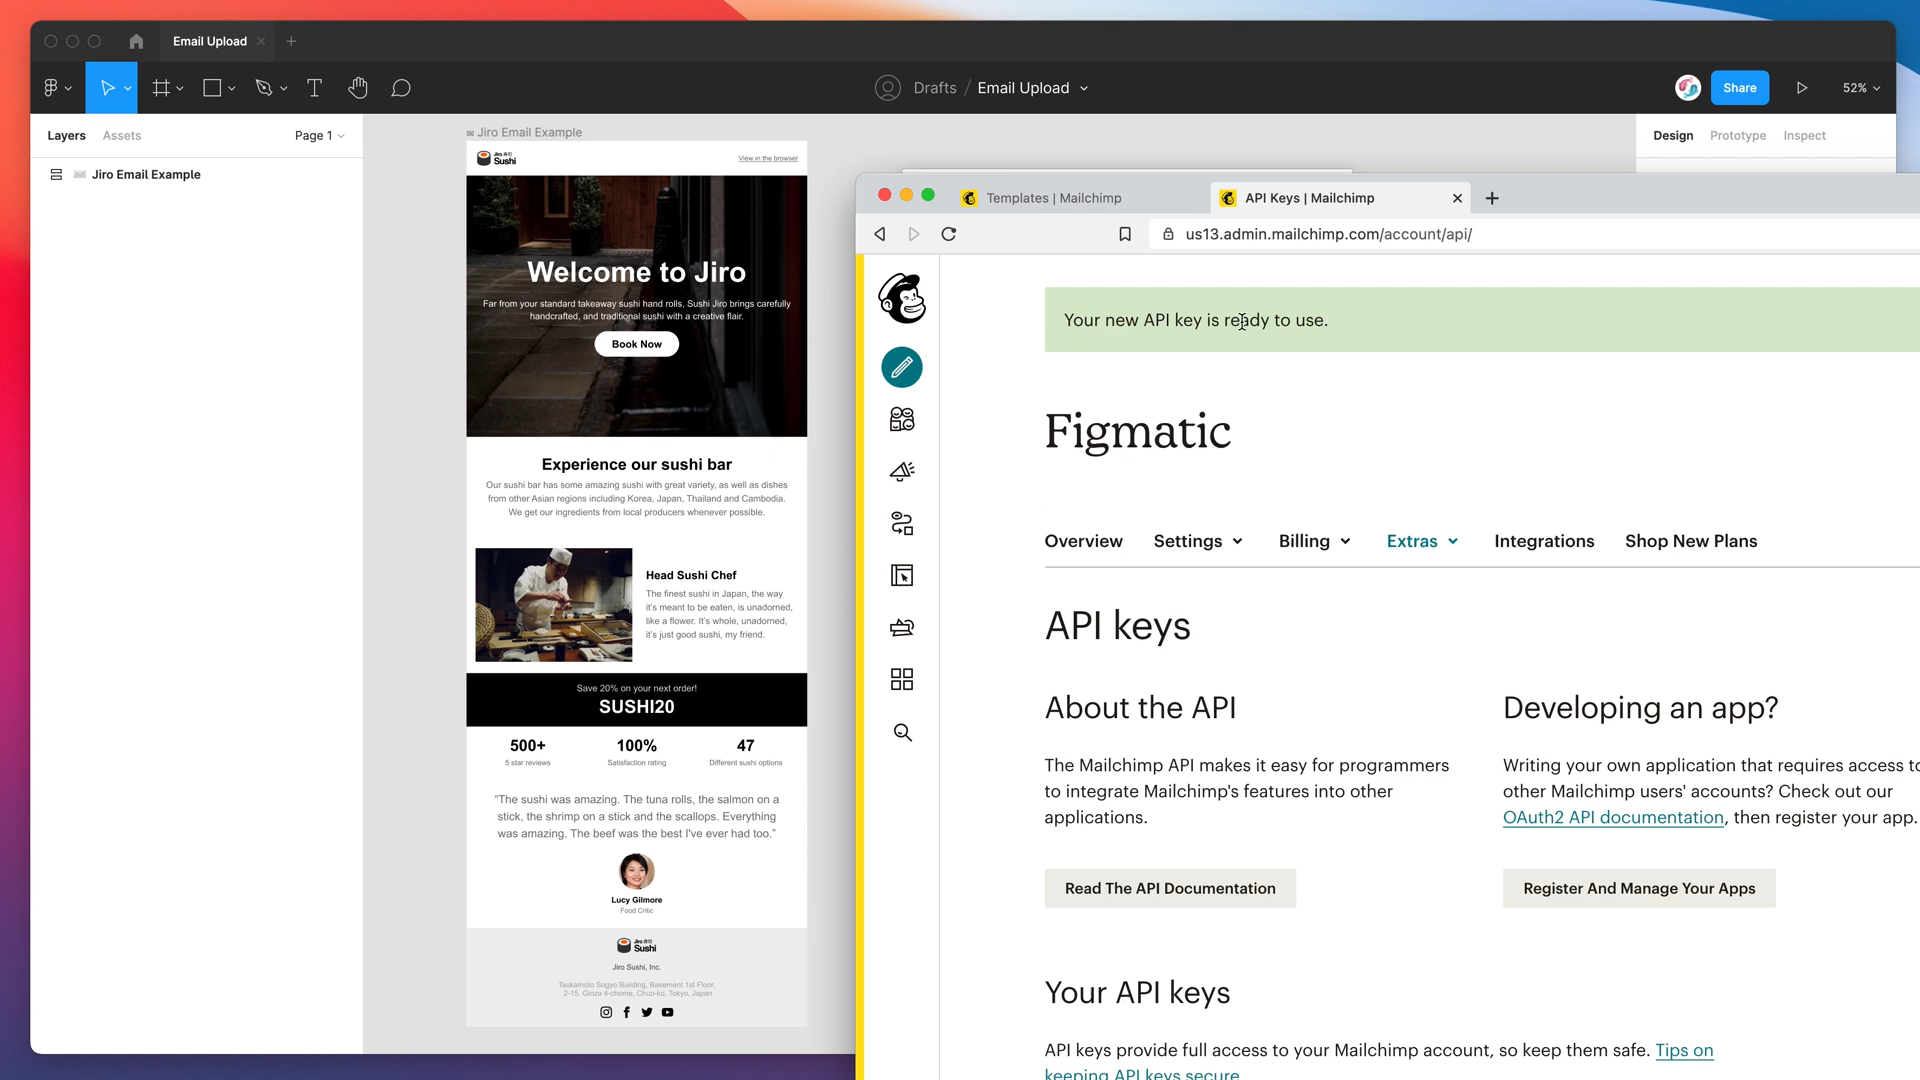 Email Upload
Drafts / Email Upload
Share
52%
Layers
Assets
Page 1
Design
Prototype
Inspect
Jiro Email Example
Jiro Email Example
Jiro 寿司
Sushi
View in the browser
Welcome to Jiro
Far from your standard takeaway sushi hand rolls, Sushi Jiro brings carefully
handcrafted, and traditional sushi with a creative flair.
Book Now
Experience our sushi bar
Our sushi bar has some amazing sushi with great variety, as well as dishes
from other Asian regions including Korea, Japan, Thailand and Cambodia.
We get our ingredients from local producers whenever possible.
Head Sushi Chef
The finest sushi in Japan, the way
it's meant to be eaten, is unadorned,
like a flower. It's whole, unadorned,
it's just good sushi, my friend.
Save 20% on your next order!
SUSHI20
500+
5 star reviews
100%
Satisfaction rating
47
Different sushi options
“The sushi was amazing. The tuna rolls, the salmon on a
stick, the shrimp on a stick and the scallops. Everything
was amazing. The beef was the best I've ever had too.”
Lucy Gilmore
Food Critic
Jiro 寿司
Sushi
Jiro Sushi, Inc.
Tsukamoto Sogyo Building, Basement 1st Floor,
2-15, Ginza 4-chome, Chuo-ku, Tokyo, Japan
Templates | Mailchimp
API Keys | Mailchimp
us13.admin.mailchimp.com/account/api/
Your new API key is ready to use.
Figmatic
Overview
Settings
Billing
Extras
Integrations
Shop New Plans
API keys
About the API
The Mailchimp API makes it easy for programmers
to integrate Mailchimp's features into other
applications.
Read The API Documentation
Developing an app?
Writing your own application that requires access to
other Mailchimp users' accounts? Check out our
OAuth2 API documentation, then register your app.
Register And Manage Your Apps
Your API keys
API keys provide full access to your Mailchimp account, so keep them safe. Tips on
keeping API keys secure